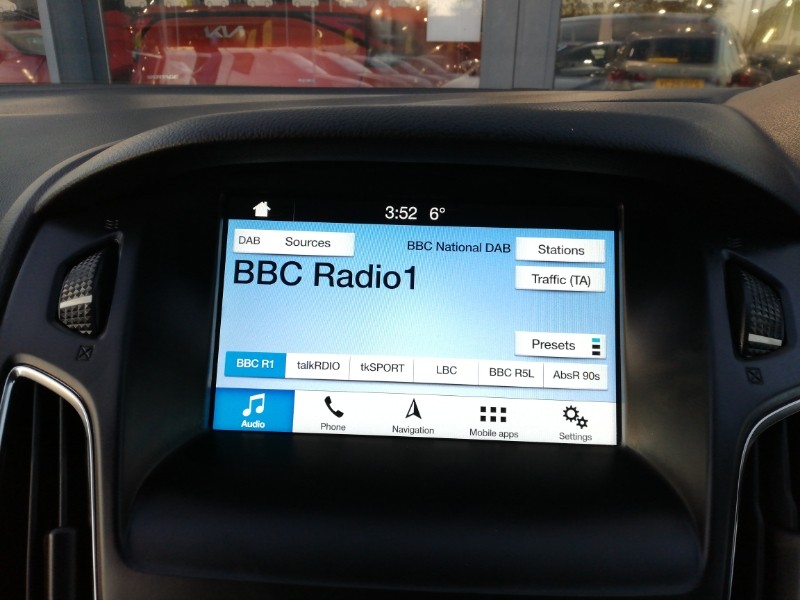 KIA
3:52 6°
DAB Sources
BBC National DAB
Stations
BBC Radio1
Traffic (TA)
Presets
BBC R1
talkRDIO
tkSPORT
LBC
BBC R5L
AbsR 90s
Audio
Phone
Navigation
Mobile apps
Settings